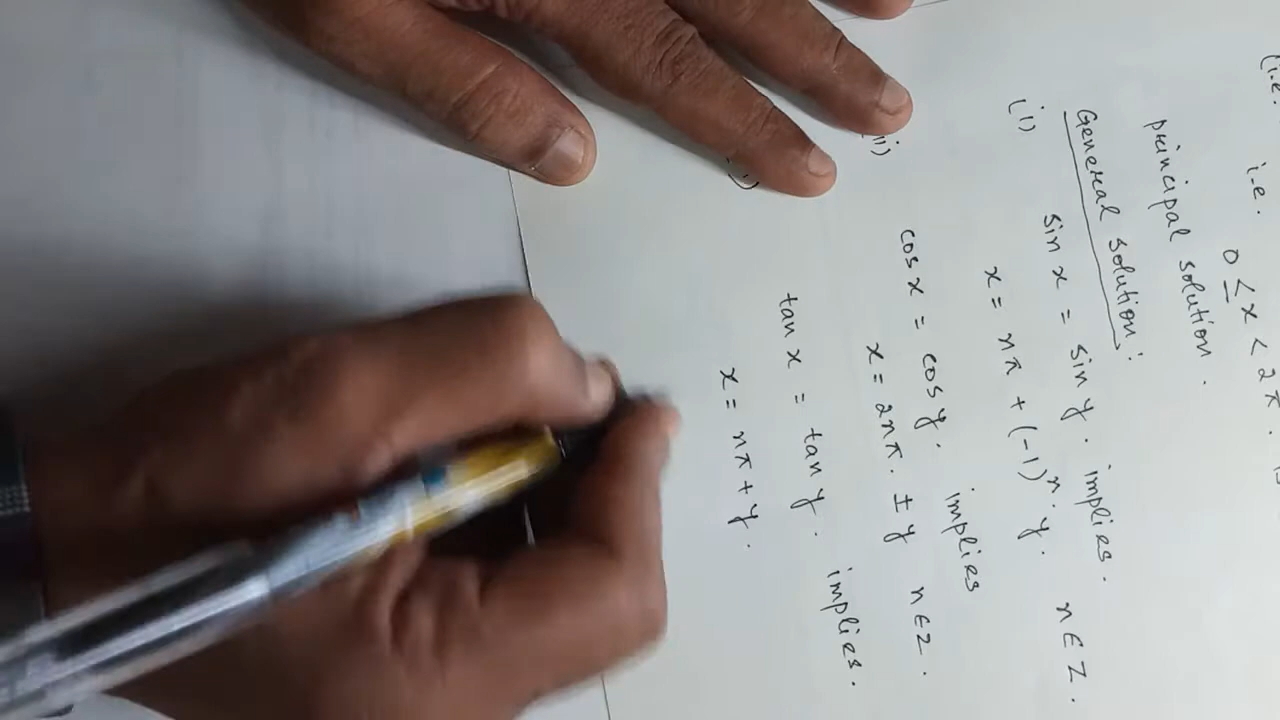 (i.e.
i.e. 0 ≤ x < 2π.
principal solution.
General solution:
(i) sin x = sin y. implies.
x = nπ + (-1)ⁿ. y. n ∈ Z.
ii) cos x = cos y. implies
x = 2nπ. ± y n ∈ Z.
tan x = tan y. implies.
x = nπ + y.